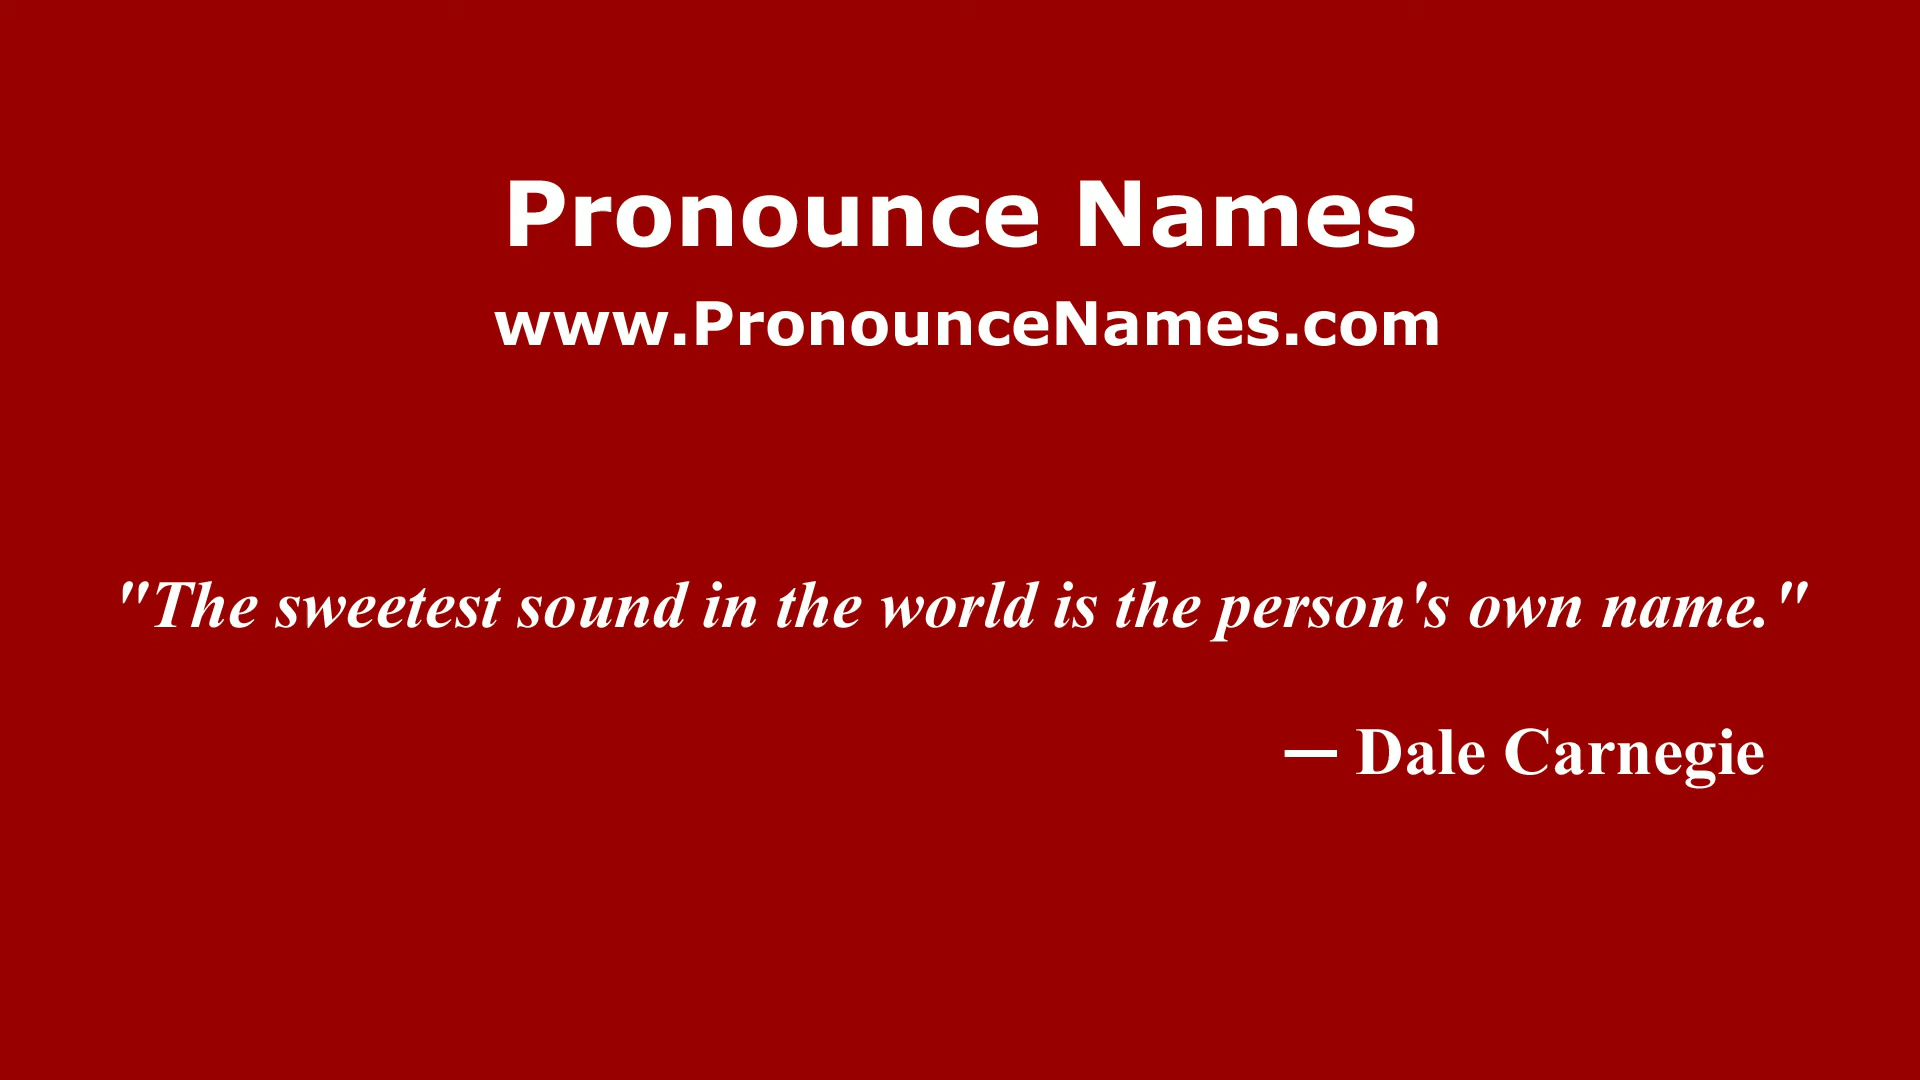 Pronounce Names
www.PronounceNames.com
"The sweetest sound in the world is the person's own name."
— Dale Carnegie